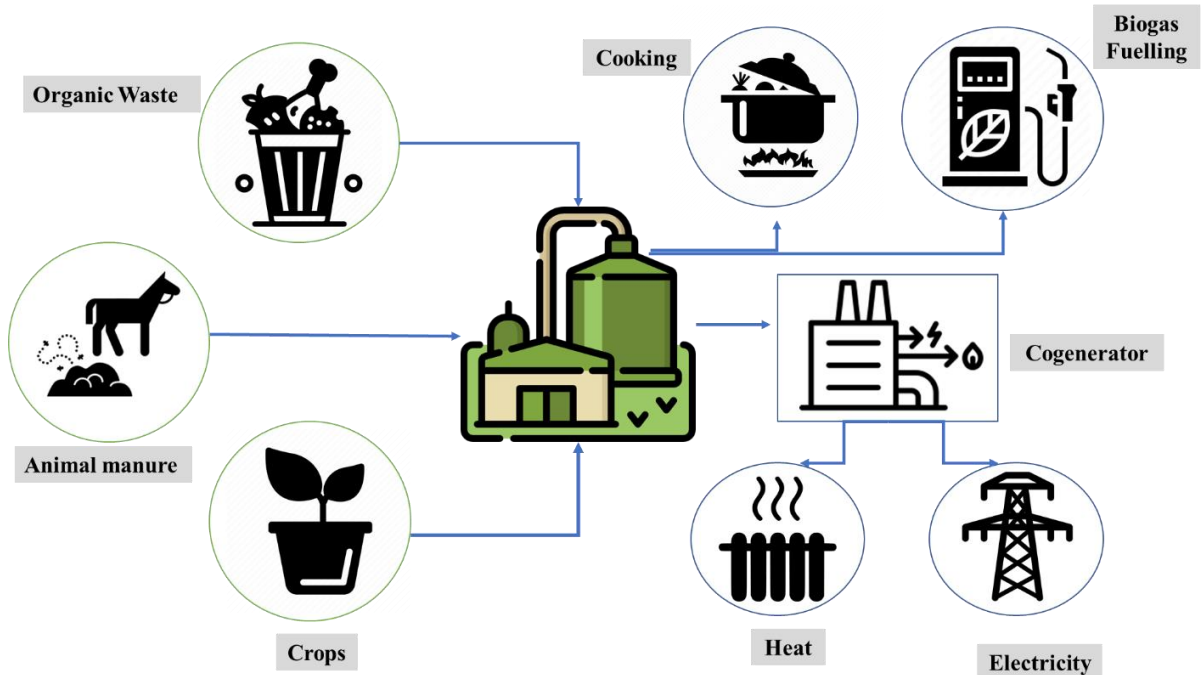 Organic Waste
Cooking
Biogas
Fuelling
Animal manure
Cogenerator
Crops
Heat
Electricity